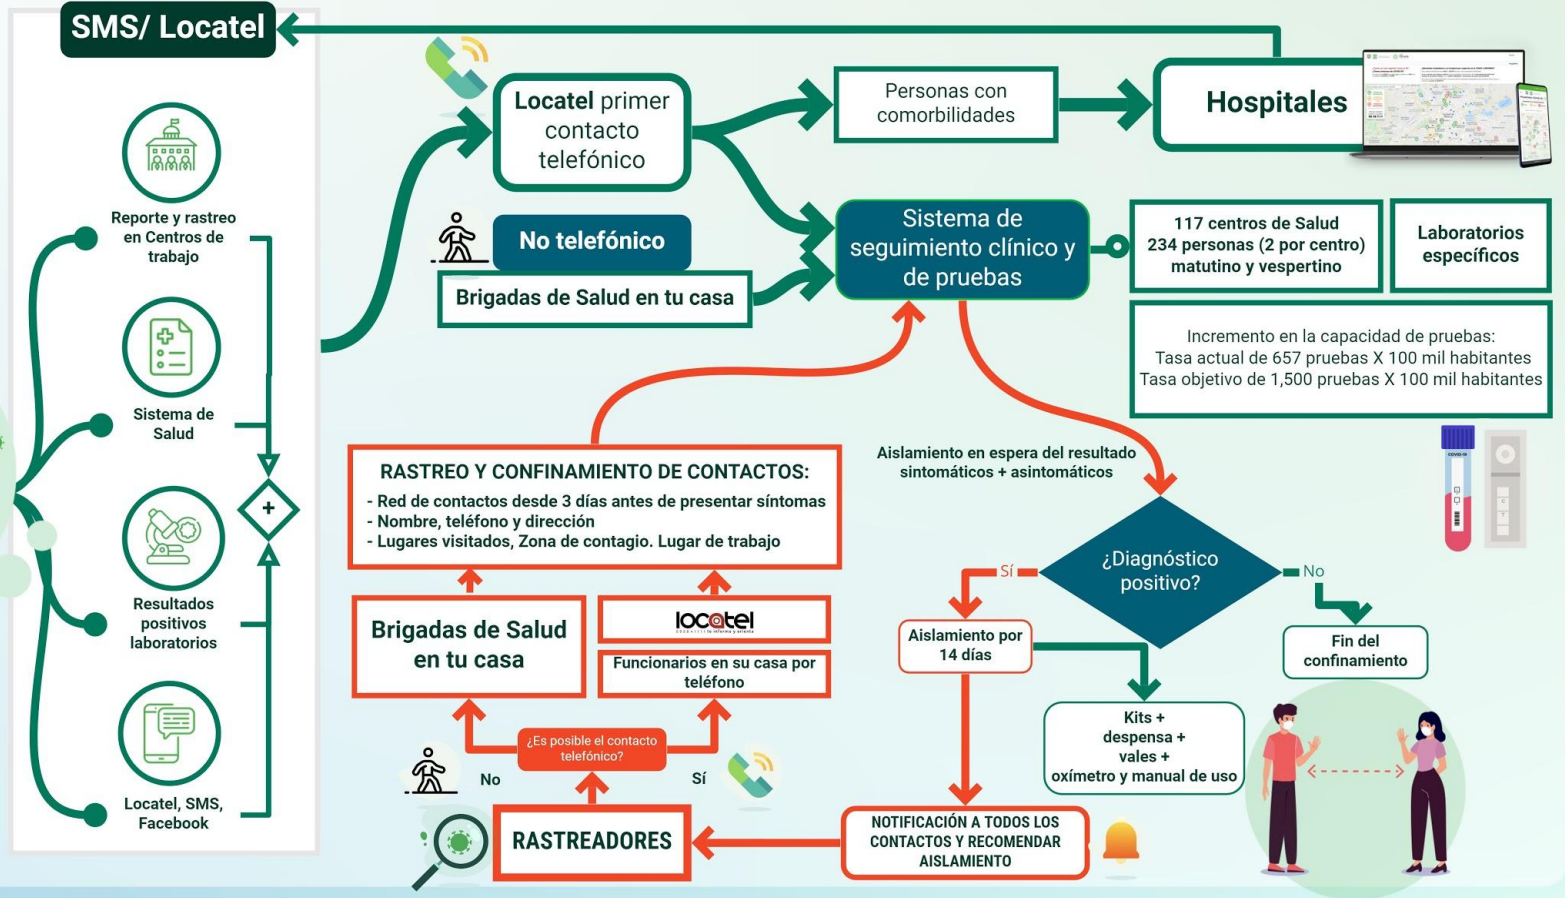 SMS/ Locatel
Reporte y rastreo
en Centros de
trabajo
Sistema de
Salud
+
Resultados
positivos
laboratorios
Locatel, SMS,
Facebook
Locatel primer
contacto
telefónico
Personas con
comorbilidades
Hospitales
No telefónico
Brigadas de Salud en tu casa
Sistema de
seguimiento clínico y
de pruebas
117 centros de Salud
234 personas (2 por centro)
matutino y vespertino
Laboratorios
específicos
Incremento en la capacidad de pruebas:
Tasa actual de 657 pruebas X 100 mil habitantes
Tasa objetivo de 1,500 pruebas X 100 mil habitantes
COVID-19
Aislamiento en espera del resultado
sintomáticos + asintomáticos
RASTREO Y CONFINAMIENTO DE CONTACTOS:
- Red de contactos desde 3 días antes de presentar síntomas
- Nombre, teléfono y dirección
- Lugares visitados, Zona de contagio. Lugar de trabajo
¿Diagnóstico
positivo?
Sí
No
Aislamiento por
14 días
Fin del
confinamiento
Brigadas de Salud
en tu casa
locatel
Funcionarios en su casa por
teléfono
Kits +
despensa +
vales +
oxímetro y manual de uso
¿Es posible el contacto
telefónico?
No
Sí
RASTREADORES
NOTIFICACIÓN A TODOS LOS
CONTACTOS Y RECOMENDAR
AISLAMIENTO